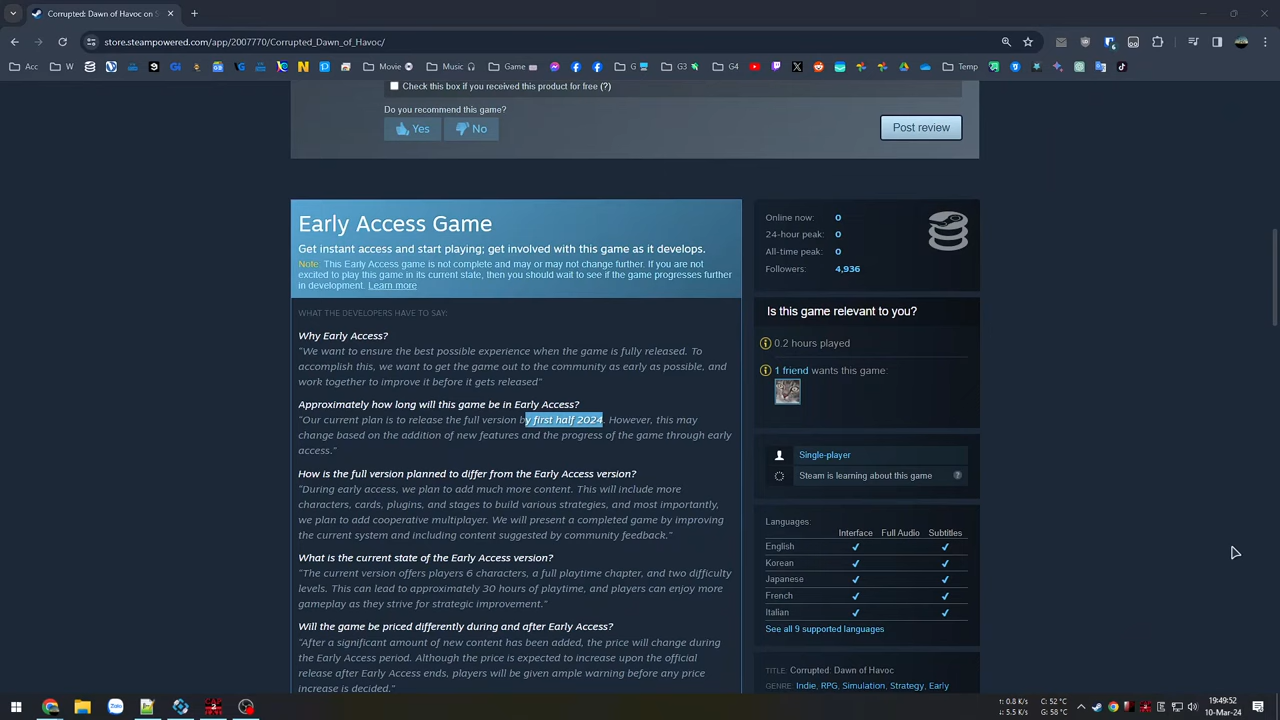 Corrupted: Dawn of Havoc on S
store.steampowered.com/app/2007770/Corrupted_Dawn_of_Havoc/
Acc
W
Movie
Music
Game
G
G3
G4
Temp
Check this box if you received this product for free (?)
Do you recommend this game?
Yes
No
Post review
Early Access Game
Get instant access and start playing; get involved with this game as it develops.
Note: This Early Access game is not complete and may or may not change further. If you are not
excited to play this game in its current state, then you should wait to see if the game progresses further
in development. Learn more
WHAT THE DEVELOPERS HAVE TO SAY:
Why Early Access?
“We want to ensure the best possible experience when the game is fully released. To
accomplish this, we want to get the game out to the community as early as possible, and
work together to improve it before it gets released”
Approximately how long will this game be in Early Access?
“Our current plan is to release the full version by first half 2024. However, this may
change based on the addition of new features and the progress of the game through early
access.”
How is the full version planned to differ from the Early Access version?
“During early access, we plan to add much more content. This will include more
characters, cards, plugins, and stages to build various strategies, and most importantly,
we plan to add cooperative multiplayer. We will present a completed game by improving
the current system and including content suggested by community feedback.”
What is the current state of the Early Access version?
“The current version offers players 6 characters, a full playtime chapter, and two difficulty
levels. This can lead to approximately 30 hours of playtime, and players can enjoy more
gameplay as they strive for strategic improvement.”
Will the game be priced differently during and after Early Access?
“After a significant amount of new content has been added, the price will change during
the Early Access period. Although the price is expected to increase upon the official
release after Early Access ends, players will be given ample warning before any price
increase is decided.”
Online now: 0
24-hour peak: 0
All-time peak: 0
Followers: 4,936
Is this game relevant to you?
0.2 hours played
1 friend wants this game:
Single-player
Steam is learning about this game ?
Languages:
Interface Full Audio Subtitles
English ✔ ✔
Korean ✔ ✔
Japanese ✔ ✔
French ✔ ✔
Italian ✔ ✔
See all 9 supported languages
TITLE: Corrupted: Dawn of Havoc
GENRE: Indie, RPG, Simulation, Strategy, Early
Zalo
2
↑: 0.8 K/s
↓: 5.5 K/s
C: 52 °C
G: 58 °C
19:49:52
10-Mar-24